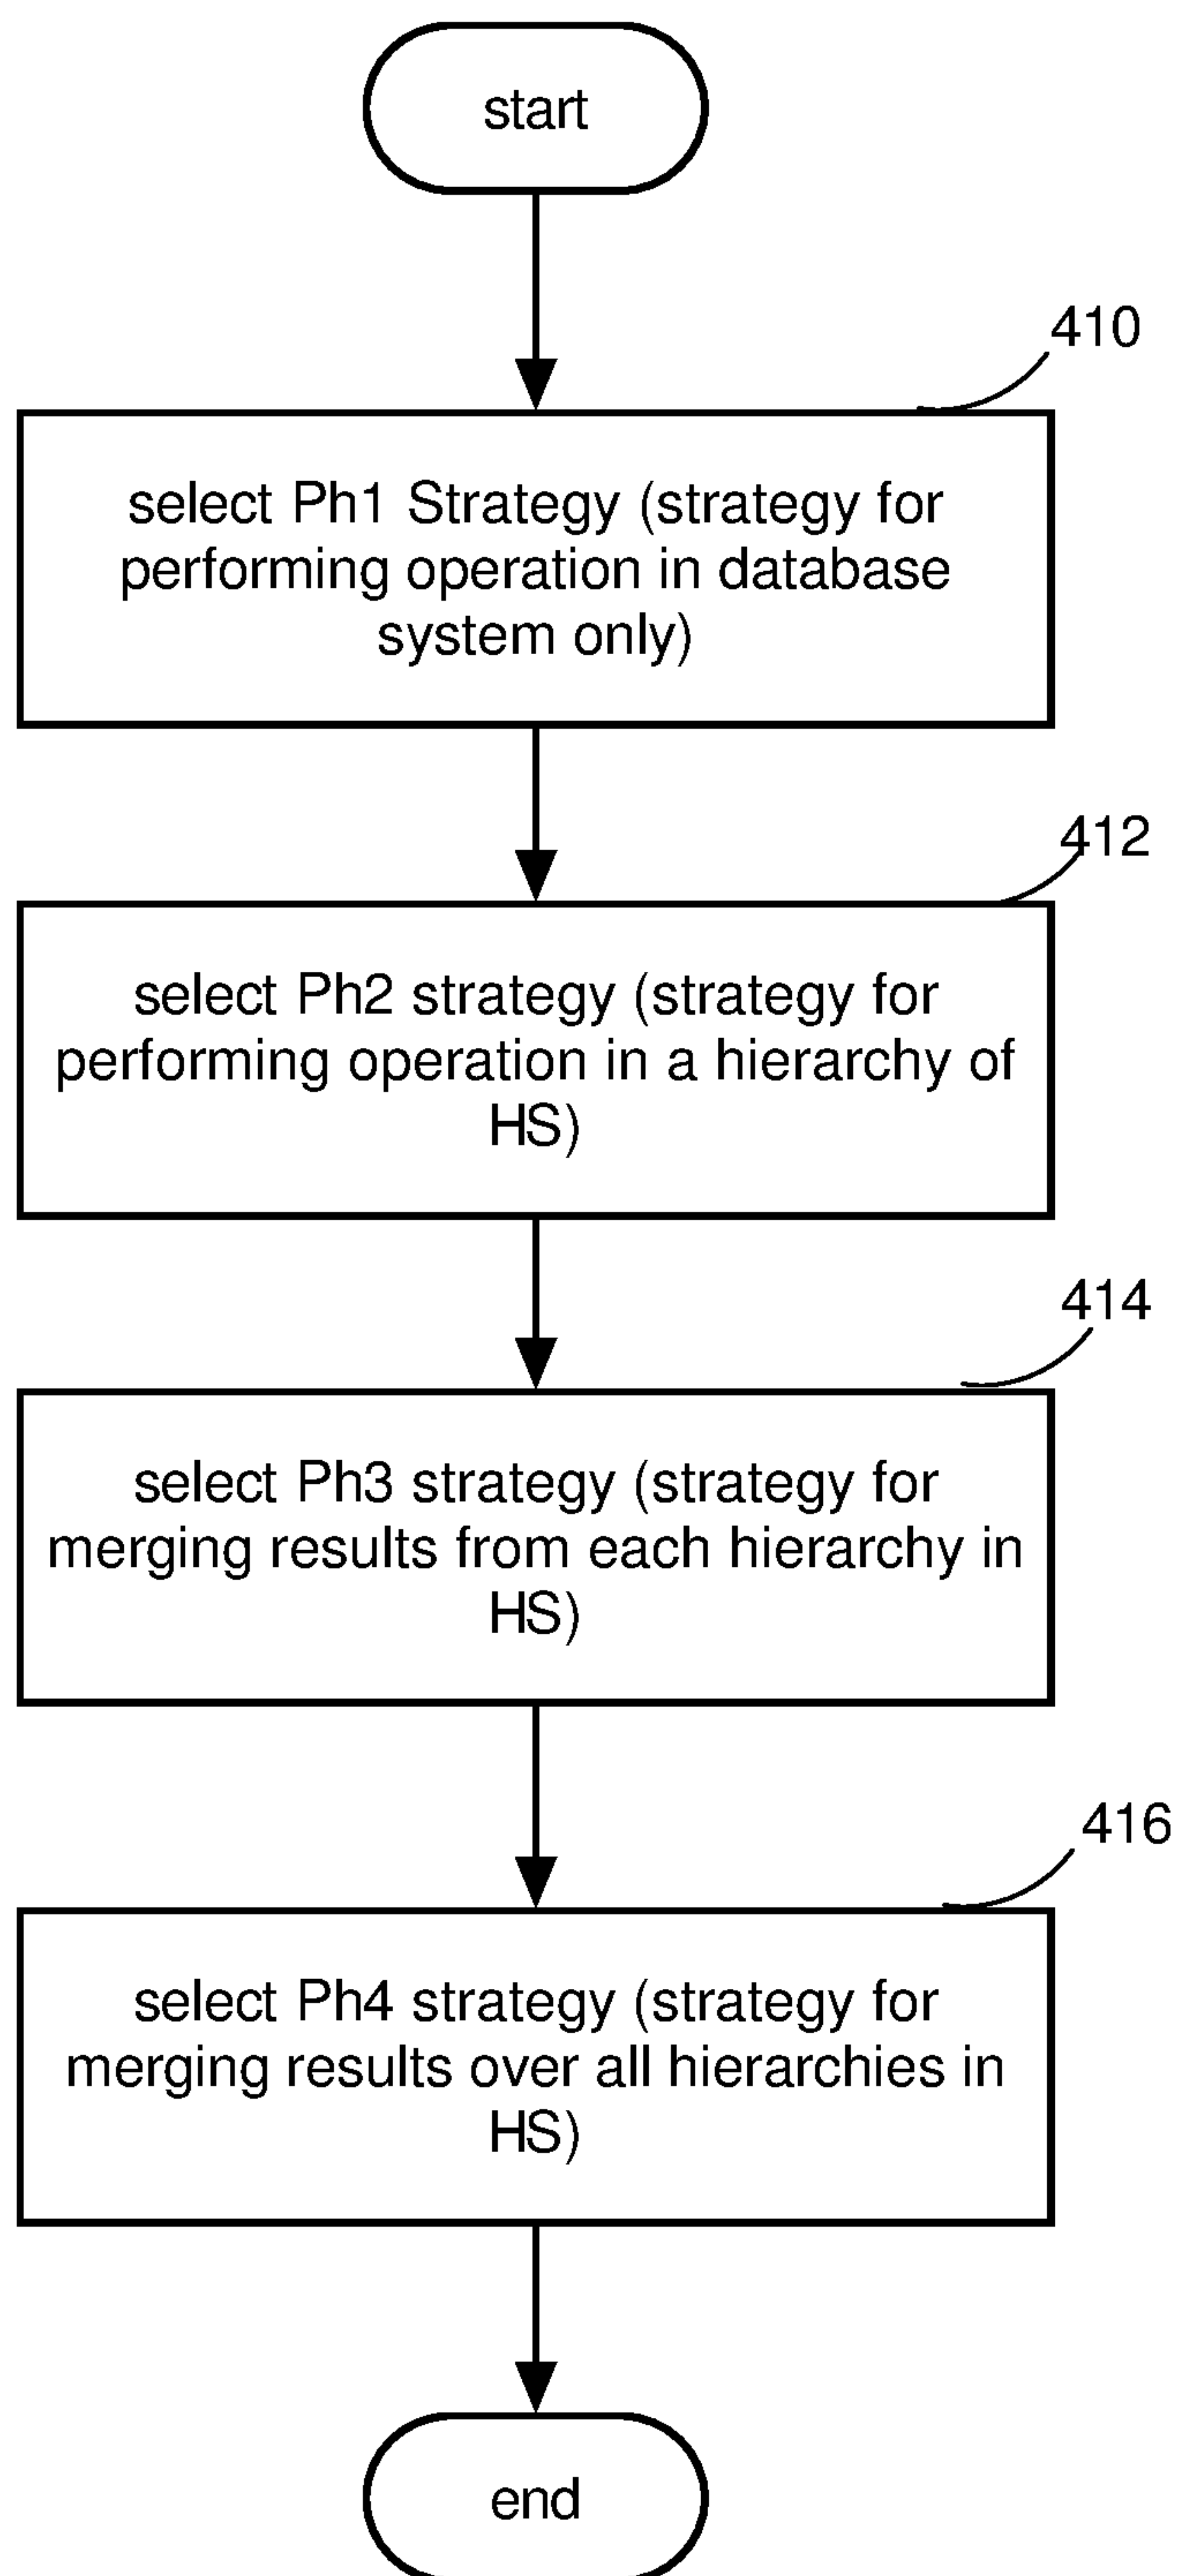 start
410
select Ph1 Strategy (strategy for
performing operation in database
system only)
412
select Ph2 strategy (strategy for
performing operation in a hierarchy of
HS)
414
select Ph3 strategy (strategy for
merging results from each hierarchy in
HS)
416
select Ph4 strategy (strategy for
merging results over all hierarchies in
HS)
end